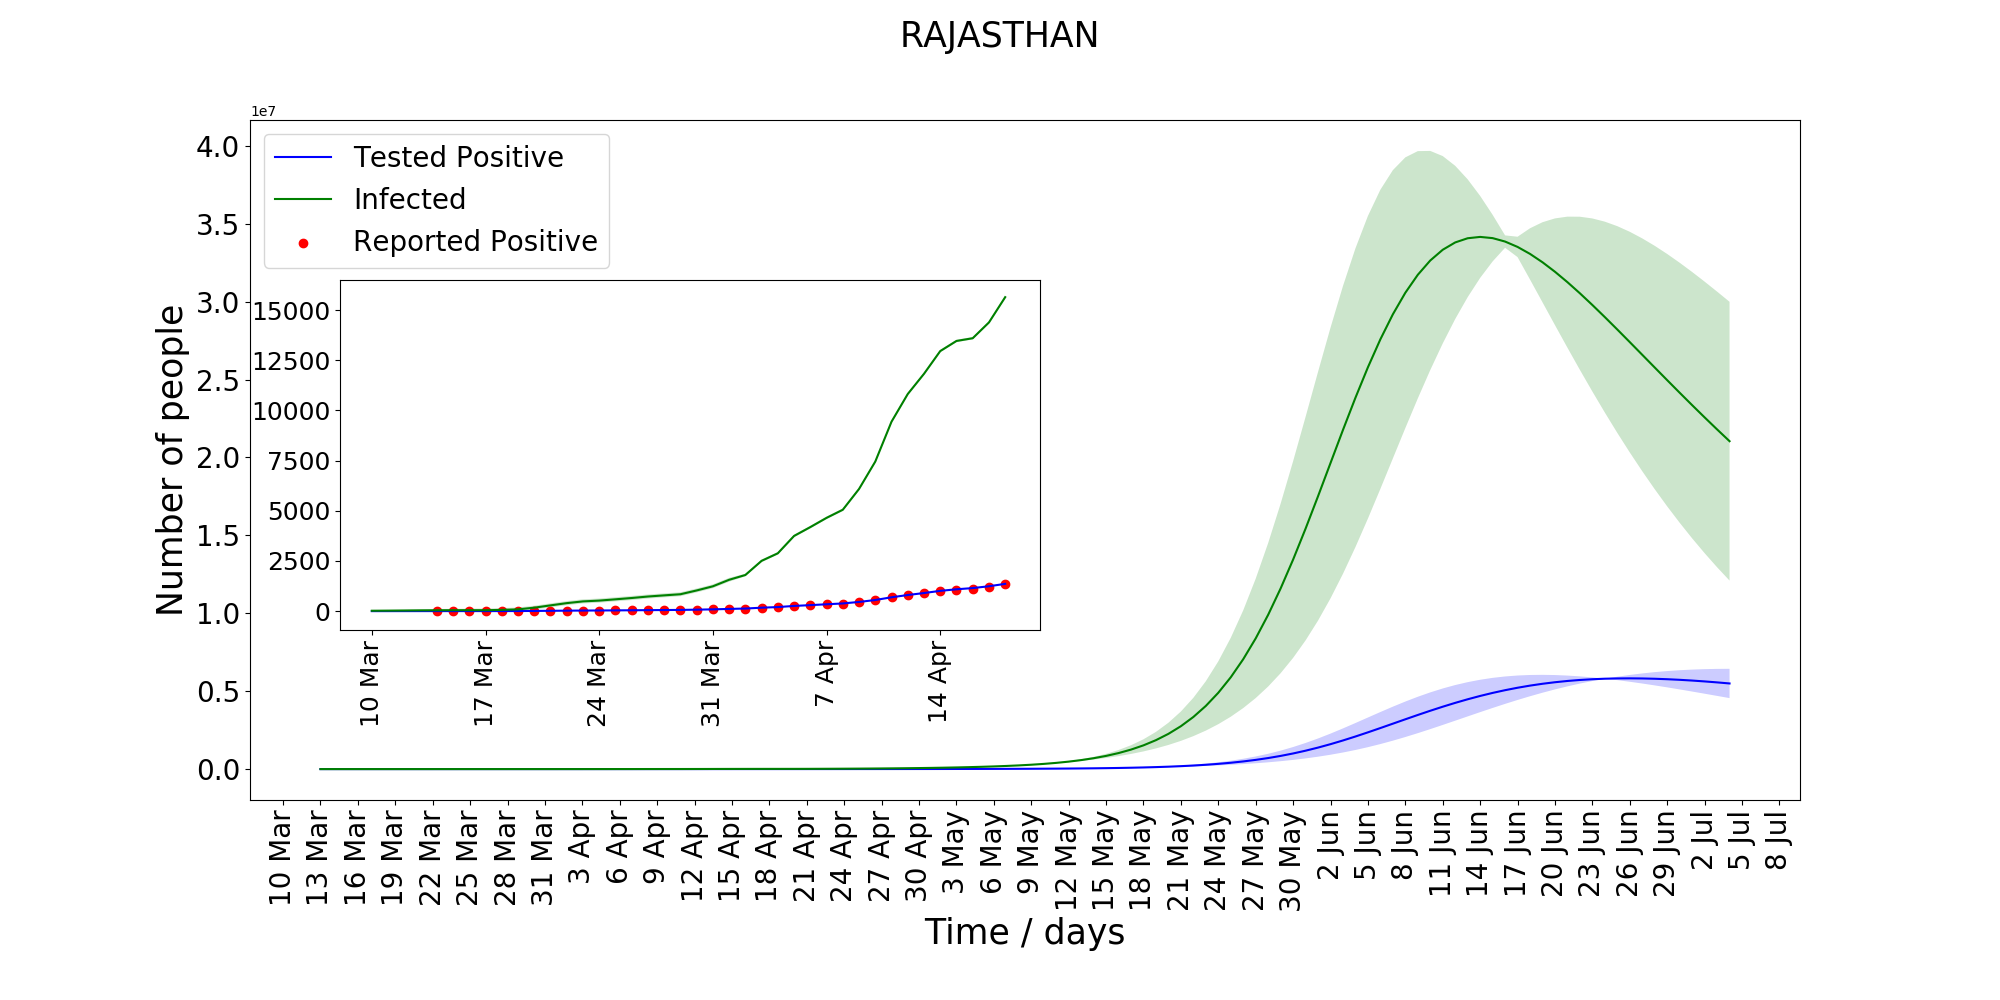 RAJASTHAN
1e7
4.0
3.5
3.0
2.5
2.0
1.5
1.0
0.5
0.0
Number of people
Tested Positive
Infected
Reported Positive
15000
12500
10000
7500
5000
2500
0
10 Mar
17 Mar
24 Mar
31 Mar
7 Apr
14 Apr
10 Mar
13 Mar
16 Mar
19 Mar
22 Mar
25 Mar
28 Mar
31 Mar
3 Apr
6 Apr
9 Apr
12 Apr
15 Apr
18 Apr
21 Apr
24 Apr
27 Apr
30 Apr
3 May
6 May
9 May
12 May
15 May
18 May
21 May
24 May
27 May
30 May
2 Jun
5 Jun
8 Jun
11 Jun
14 Jun
17 Jun
20 Jun
23 Jun
26 Jun
29 Jun
2 Jul
5 Jul
8 Jul
Time / days